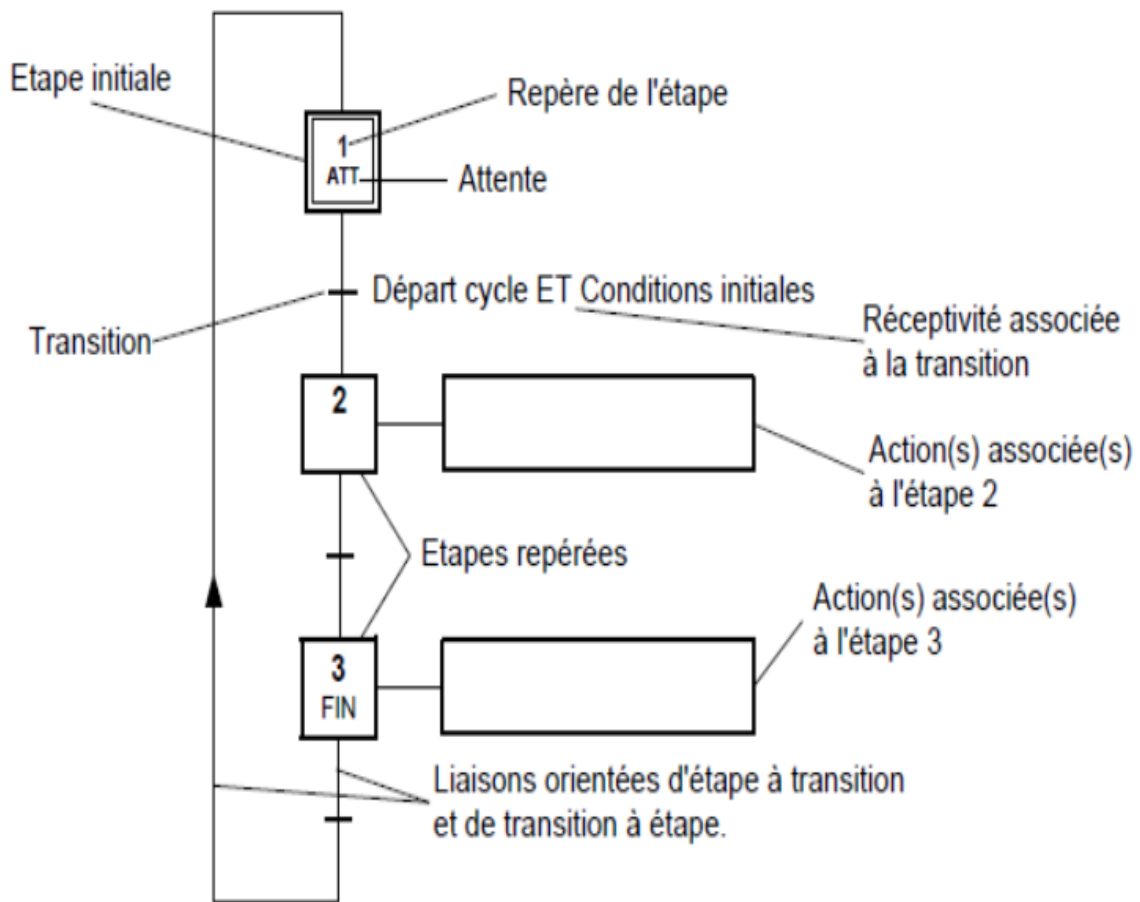 Etape initiale
Repère de l'étape
1
ATT
Attente
Départ cycle ET Conditions initiales
Transition
Réceptivité associée
à la transition
2
Action(s) associée(s)
à l'étape 2
Etapes repérées
Action(s) associée(s)
à l'étape 3
3
FIN
Liaisons orientées d'étape à transition
et de transition à étape.